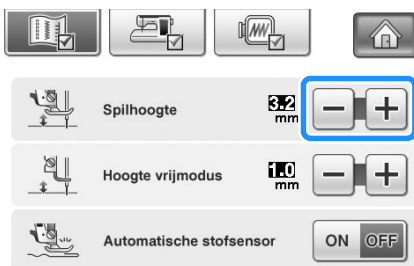 Spilhoogte 3.2 mm
Hoogte vrijmodus 1.0 mm
Automatische stofsensor ON OFF